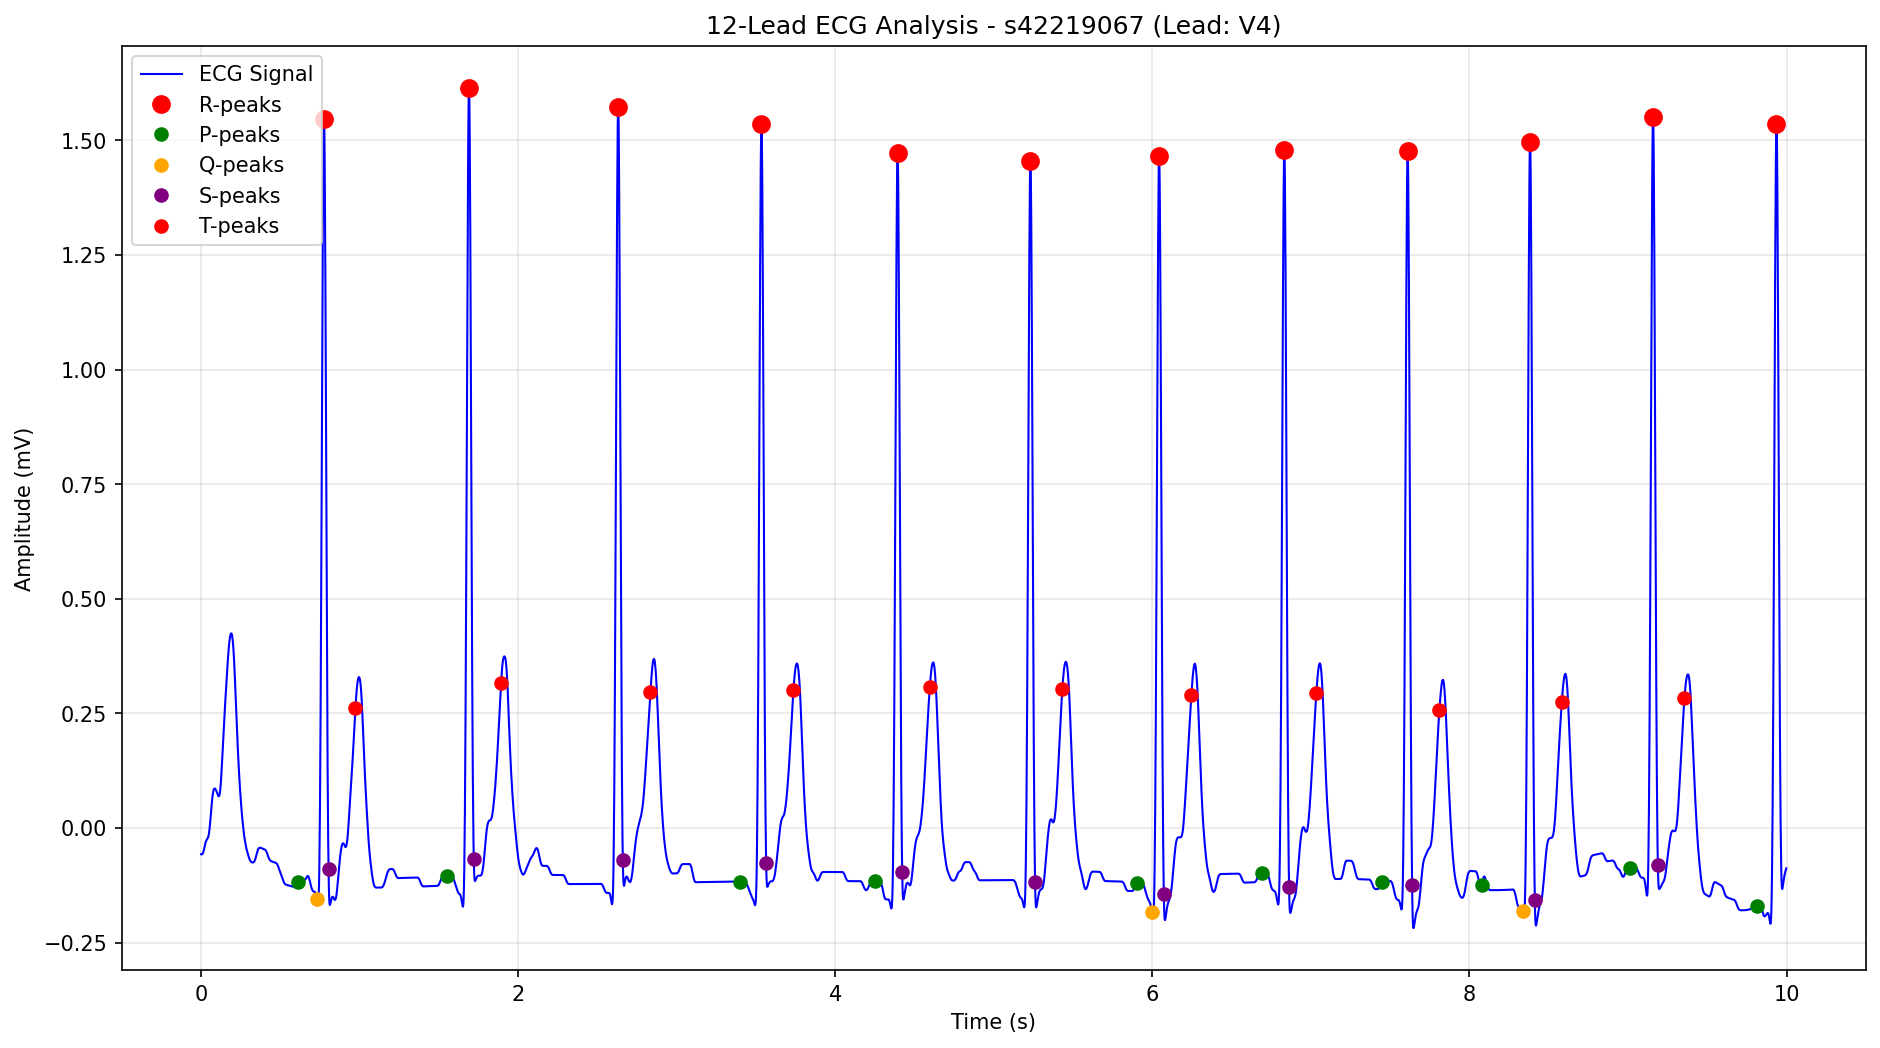 12-Lead ECG Analysis - s42219067 (Lead: V4)
ECG Signal
R-peaks
P-peaks
Q-peaks
S-peaks
T-peaks
Amplitude (mV)
1.50
1.25
1.00
0.75
0.50
0.25
0.00
−0.25
0 2 4 6 8 10
Time (s)